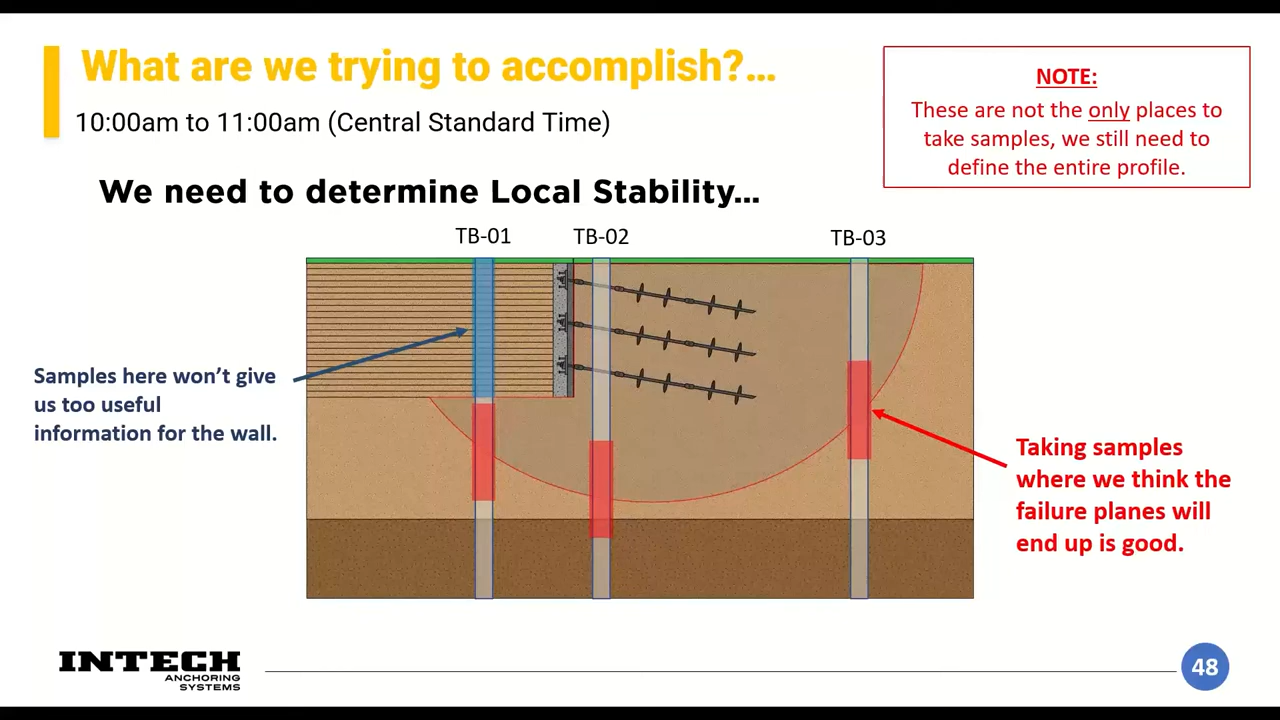 What are we trying to accomplish?...
10:00am to 11:00am (Central Standard Time)
NOTE:
These are not the only places to
take samples, we still need to
define the entire profile.
We need to determine Local Stability...
TB-01
TB-02
TB-03
Samples here won’t give
us too useful
information for the wall.
Taking samples
where we think the
failure planes will
end up is good.
INTECH
ANCHORING
SYSTEMS
48